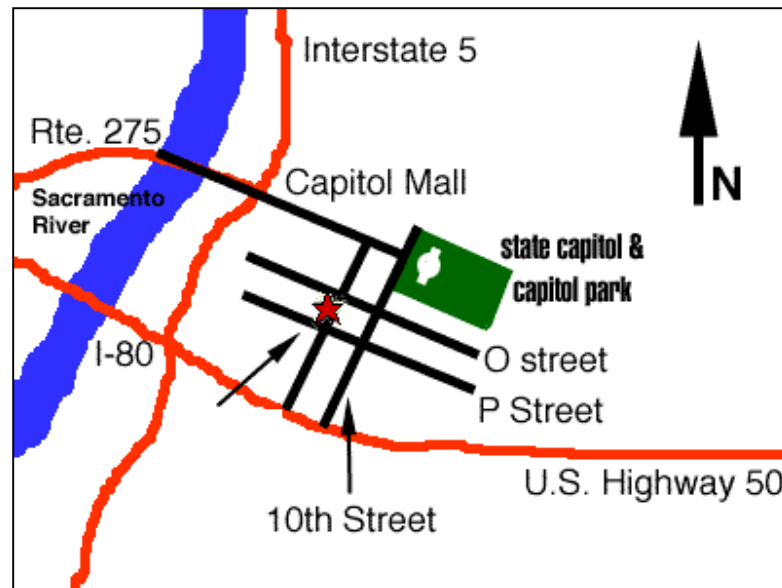 Interstate 5
Rte. 275
Capitol Mall
N
Sacramento
River
state capitol &
capitol park
I-80
O street
P Street
U.S. Highway 50
10th Street